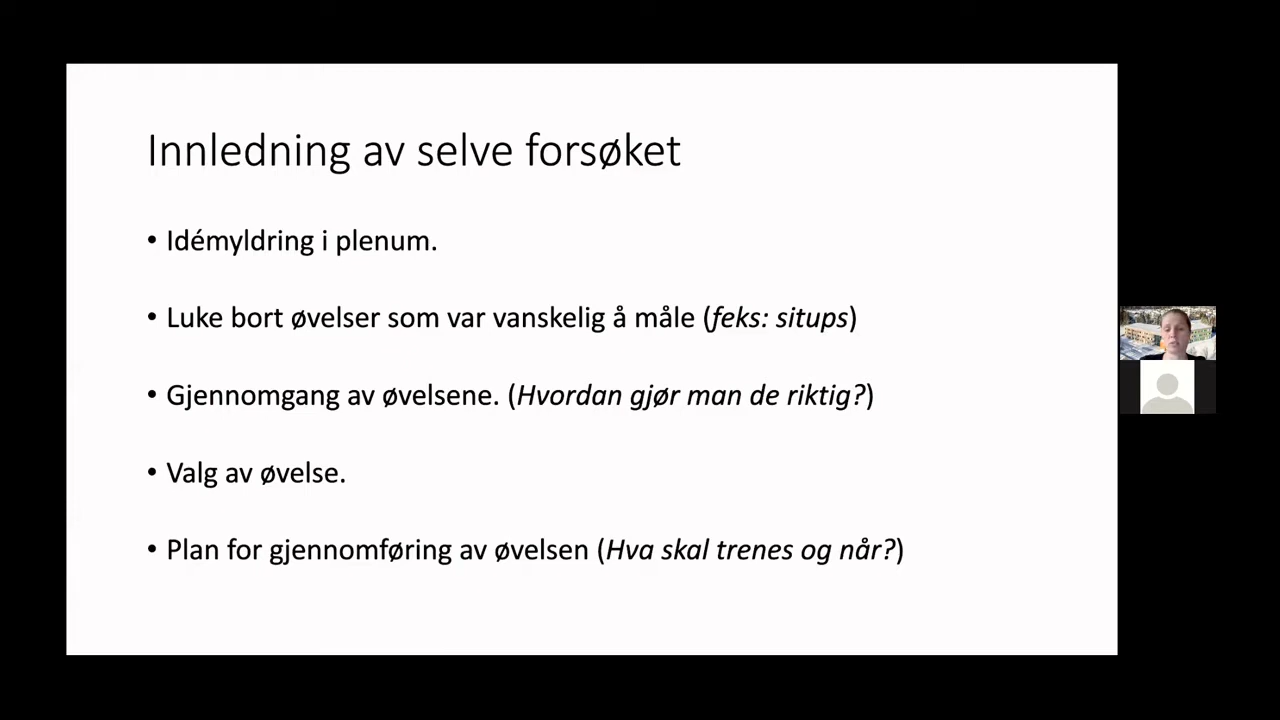 Innledning av selve forsøket
• Idémyldring i plenum.
• Luke bort øvelser som var vanskelig å måle (feks: situps)
• Gjennomgang av øvelsene. (Hvordan gjør man de riktig?)
• Valg av øvelse.
• Plan for gjennomføring av øvelsen (Hva skal trenes og når?)